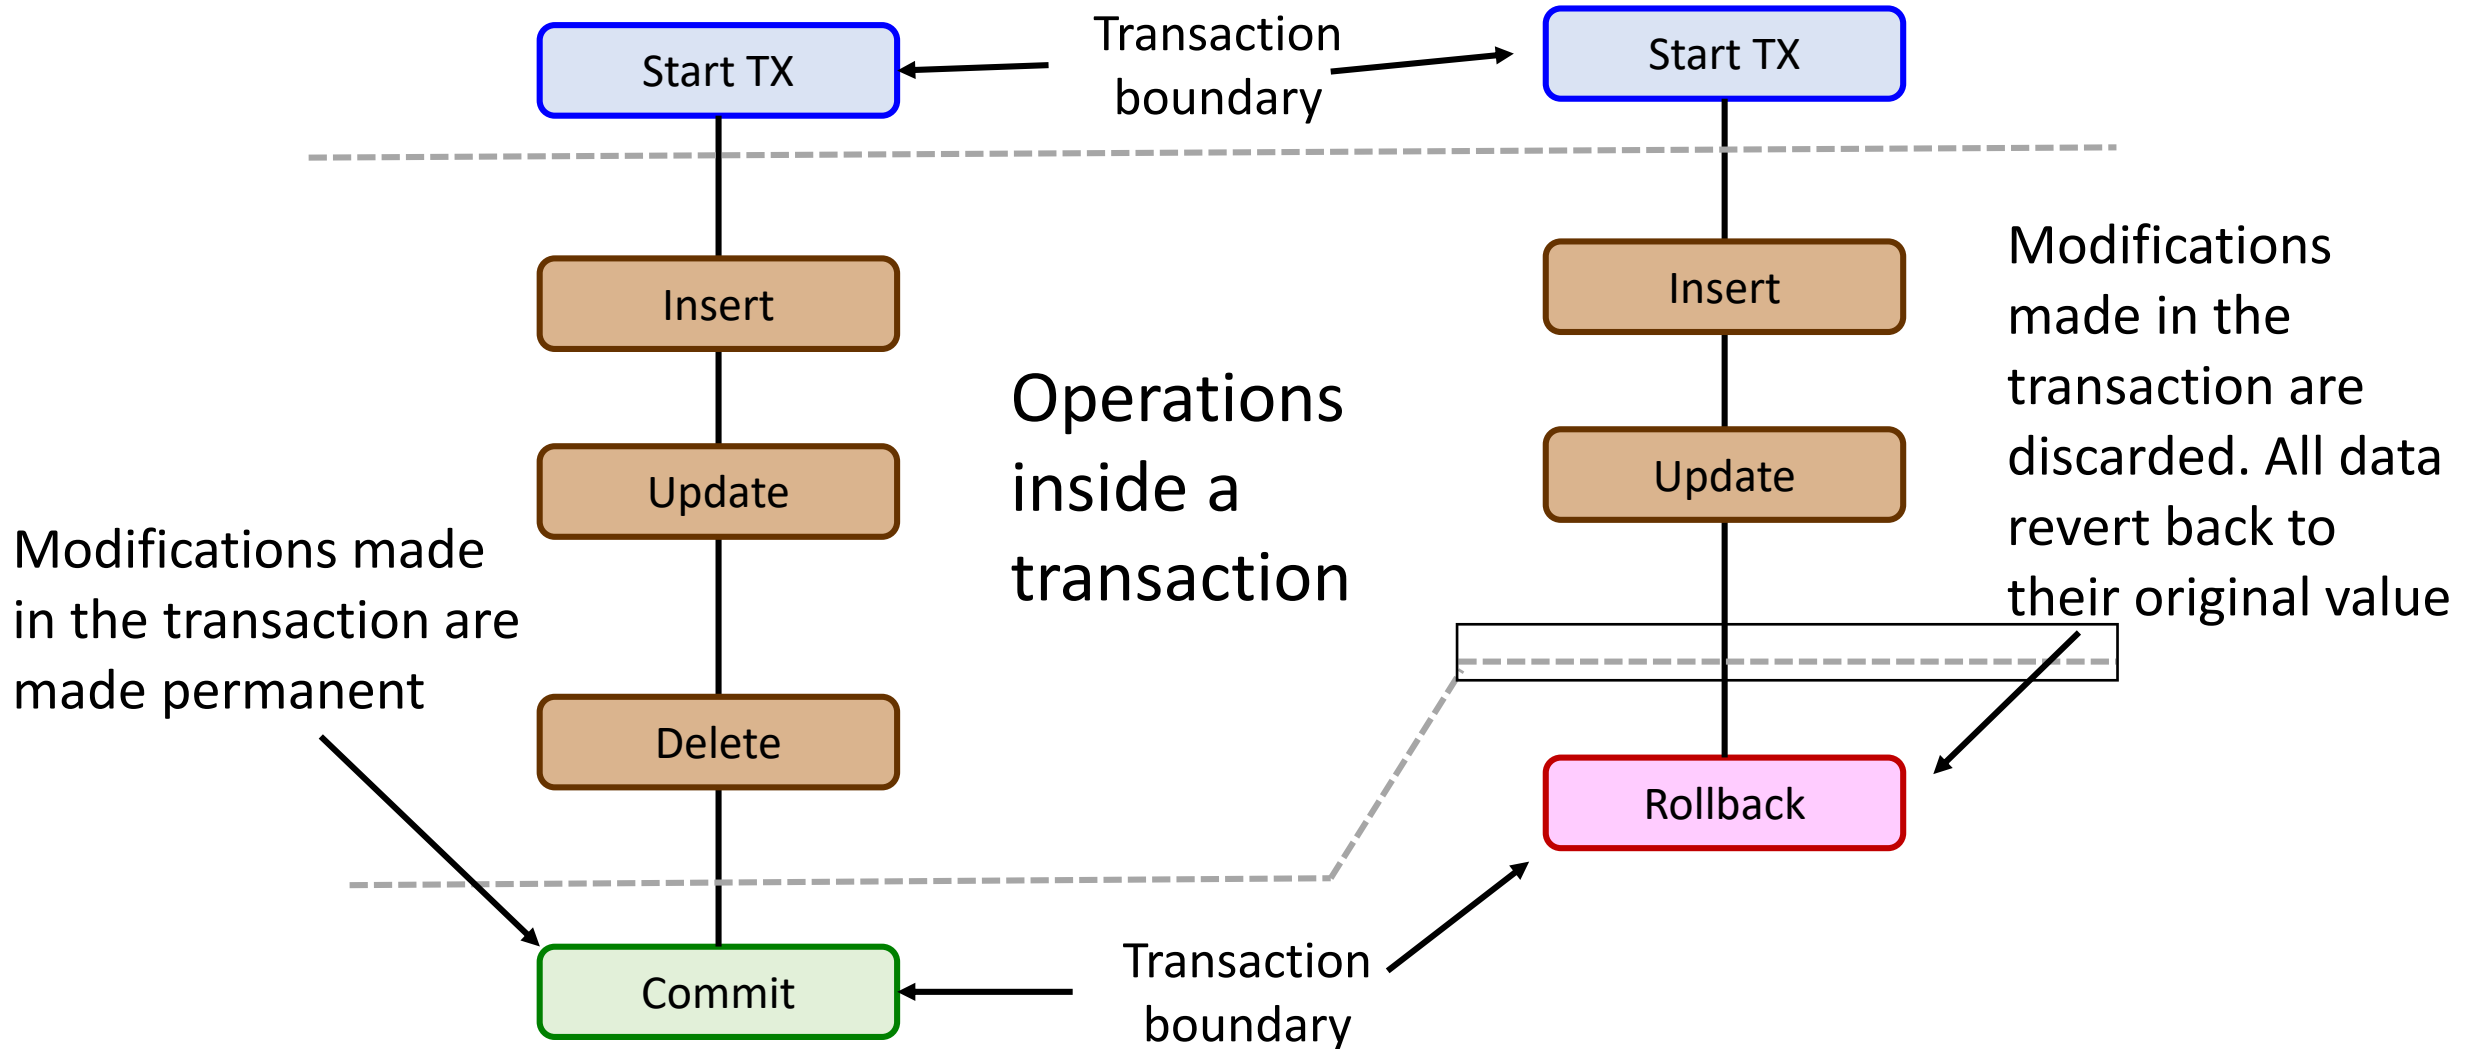 Start TX
Transaction
boundary
Start TX
Insert
Update
Delete
Commit
Modifications made
in the transaction are
made permanent
Operations
inside a
transaction
Insert
Update
Rollback
Modifications
made in the
transaction are
discarded. All data
revert back to
their original value
Transaction
boundary